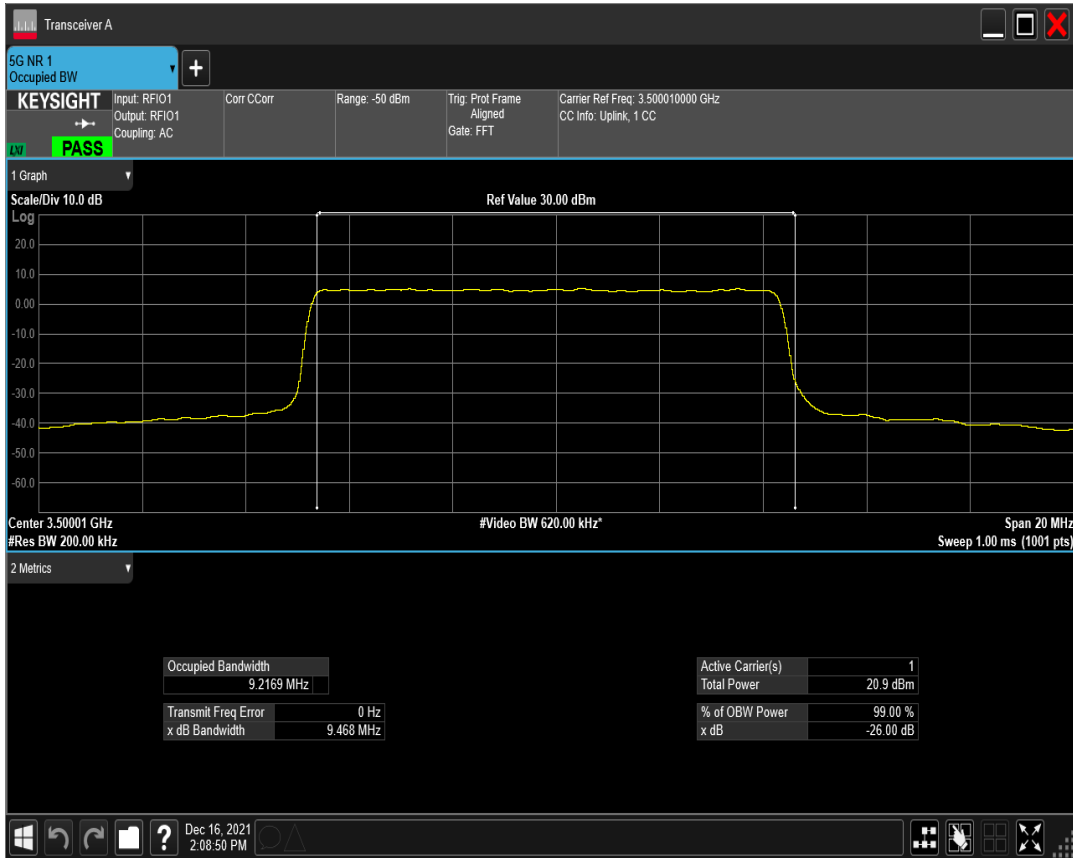 Transceiver A
5G NR 1
Occupied BW
KEYSIGHT
LXI
PASS
Input: RFIO1
Output: RFIO1
Coupling: AC
Corr CCorr
Range: -50 dBm
Trig: Prot Frame
Aligned
Gate: FFT
Carrier Ref Freq: 3.500010000 GHz
CC Info: Uplink, 1 CC
1 Graph
Scale/Div 10.0 dB
Ref Value 30.00 dBm
Log
20.0
10.0
0.00
-10.0
-20.0
-30.0
-40.0
-50.0
-60.0
Center 3.50001 GHz
#Video BW 620.00 kHz*
Span 20 MHz
#Res BW 200.00 kHz
Sweep 1.00 ms (1001 pts)
2 Metrics
Occupied Bandwidth
9.2169 MHz
Transmit Freq Error 0 Hz
x dB Bandwidth 9.468 MHz
Active Carrier(s) 1
Total Power 20.9 dBm
% of OBW Power 99.00 %
x dB -26.00 dB
?
Dec 16, 2021
2:08:50 PM